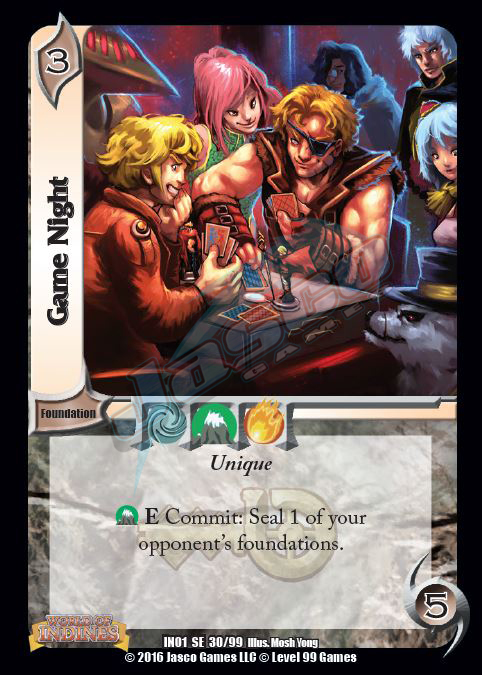 3
Game Night
Foundation
Unique
E Commit: Seal 1 of your
opponent's foundations.
5
WORLD OF
INDINES
IN01 SE 30/99 Illus. Mosh Yong
© 2016 Jasco Games LLC © Level 99 Games